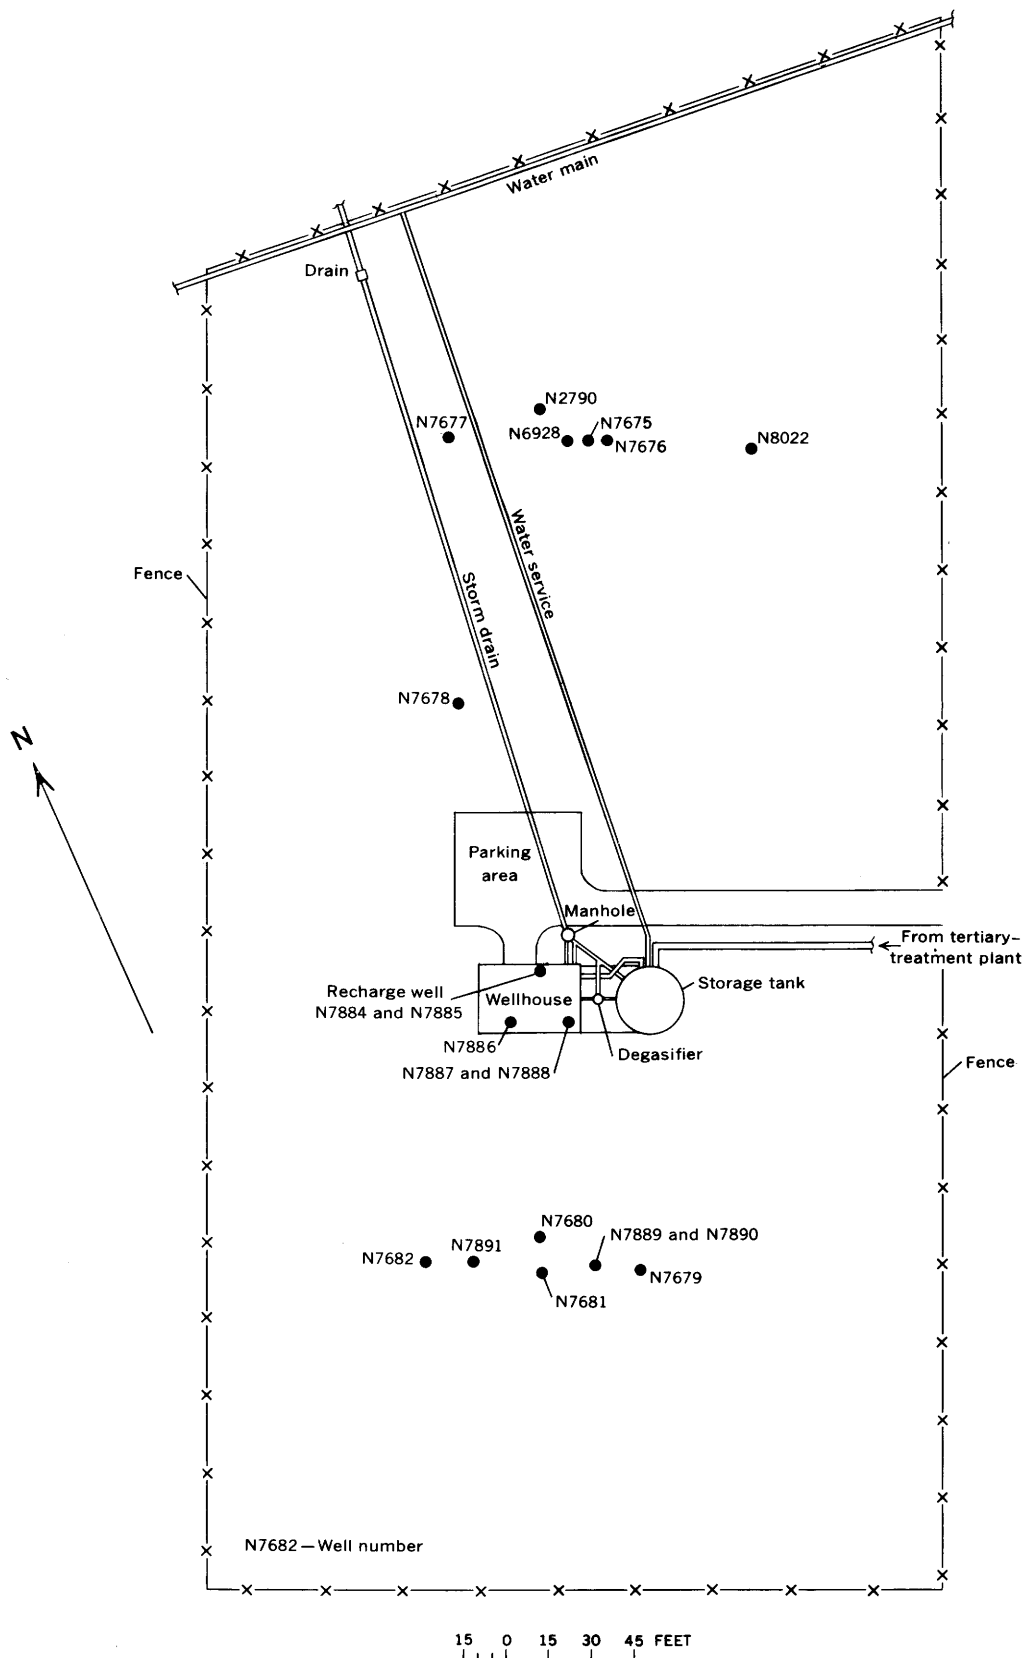 Water main
Drain
N2790
N7675
N7677
N6928
N7676
N8022
Water service
Fence
Storm drain
N7678
N
Parking
area
Manhole
From tertiary–
treatment plant
Storage tank
Recharge well
N7884 and N7885
Wellhouse
N7886
Degasifier
N7887 and N7888
Fence
N7680
N7889 and N7890
N7891
N7682
N7679
N7681
N7682—Well number
15 0 15 30 45 FEET